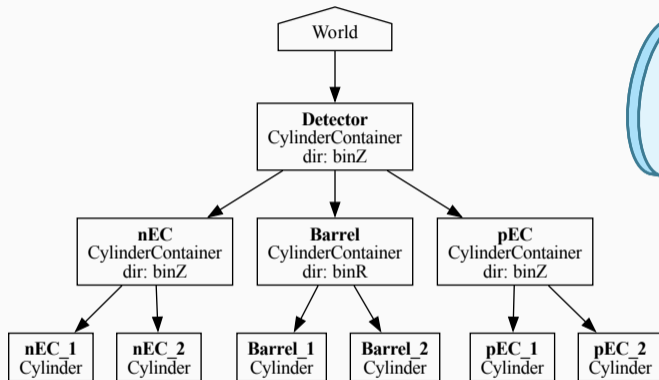 World
Detector
CylinderContainer
dir: binZ
nEC
CylinderContainer
dir: binZ
Barrel
CylinderContainer
dir: binR
pEC
CylinderContainer
dir: binZ
nEC_1
Cylinder
nEC_2
Cylinder
Barrel_1
Cylinder
Barrel_2
Cylinder
pEC_1
Cylinder
pEC_2
Cylinder